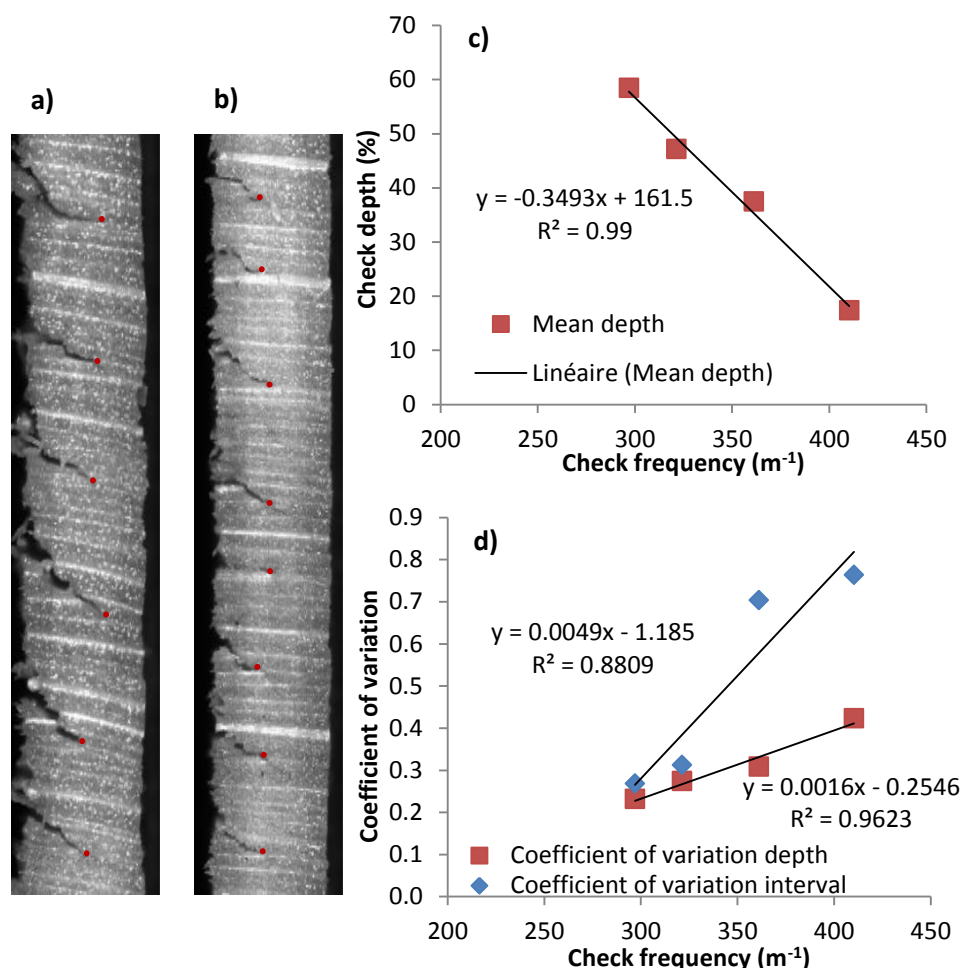 a)
b)
c)
70
60
50
40
30
20
10
0
Check depth (%)
y = -0.3493x + 161.5
R² = 0.99
Mean depth
Linéaire (Mean depth)
200 250 300 350 400 450
Check frequency (m⁻¹)
d)
0.9
0.8
0.7
0.6
0.5
0.4
0.3
0.2
0.1
0.0
Coefficient of variation
y = 0.0049x - 1.185
R² = 0.8809
y = 0.0016x - 0.2546
R² = 0.9623
Coefficient of variation depth
Coefficient of variation interval
200 250 300 350 400 450
Check frequency (m⁻¹)